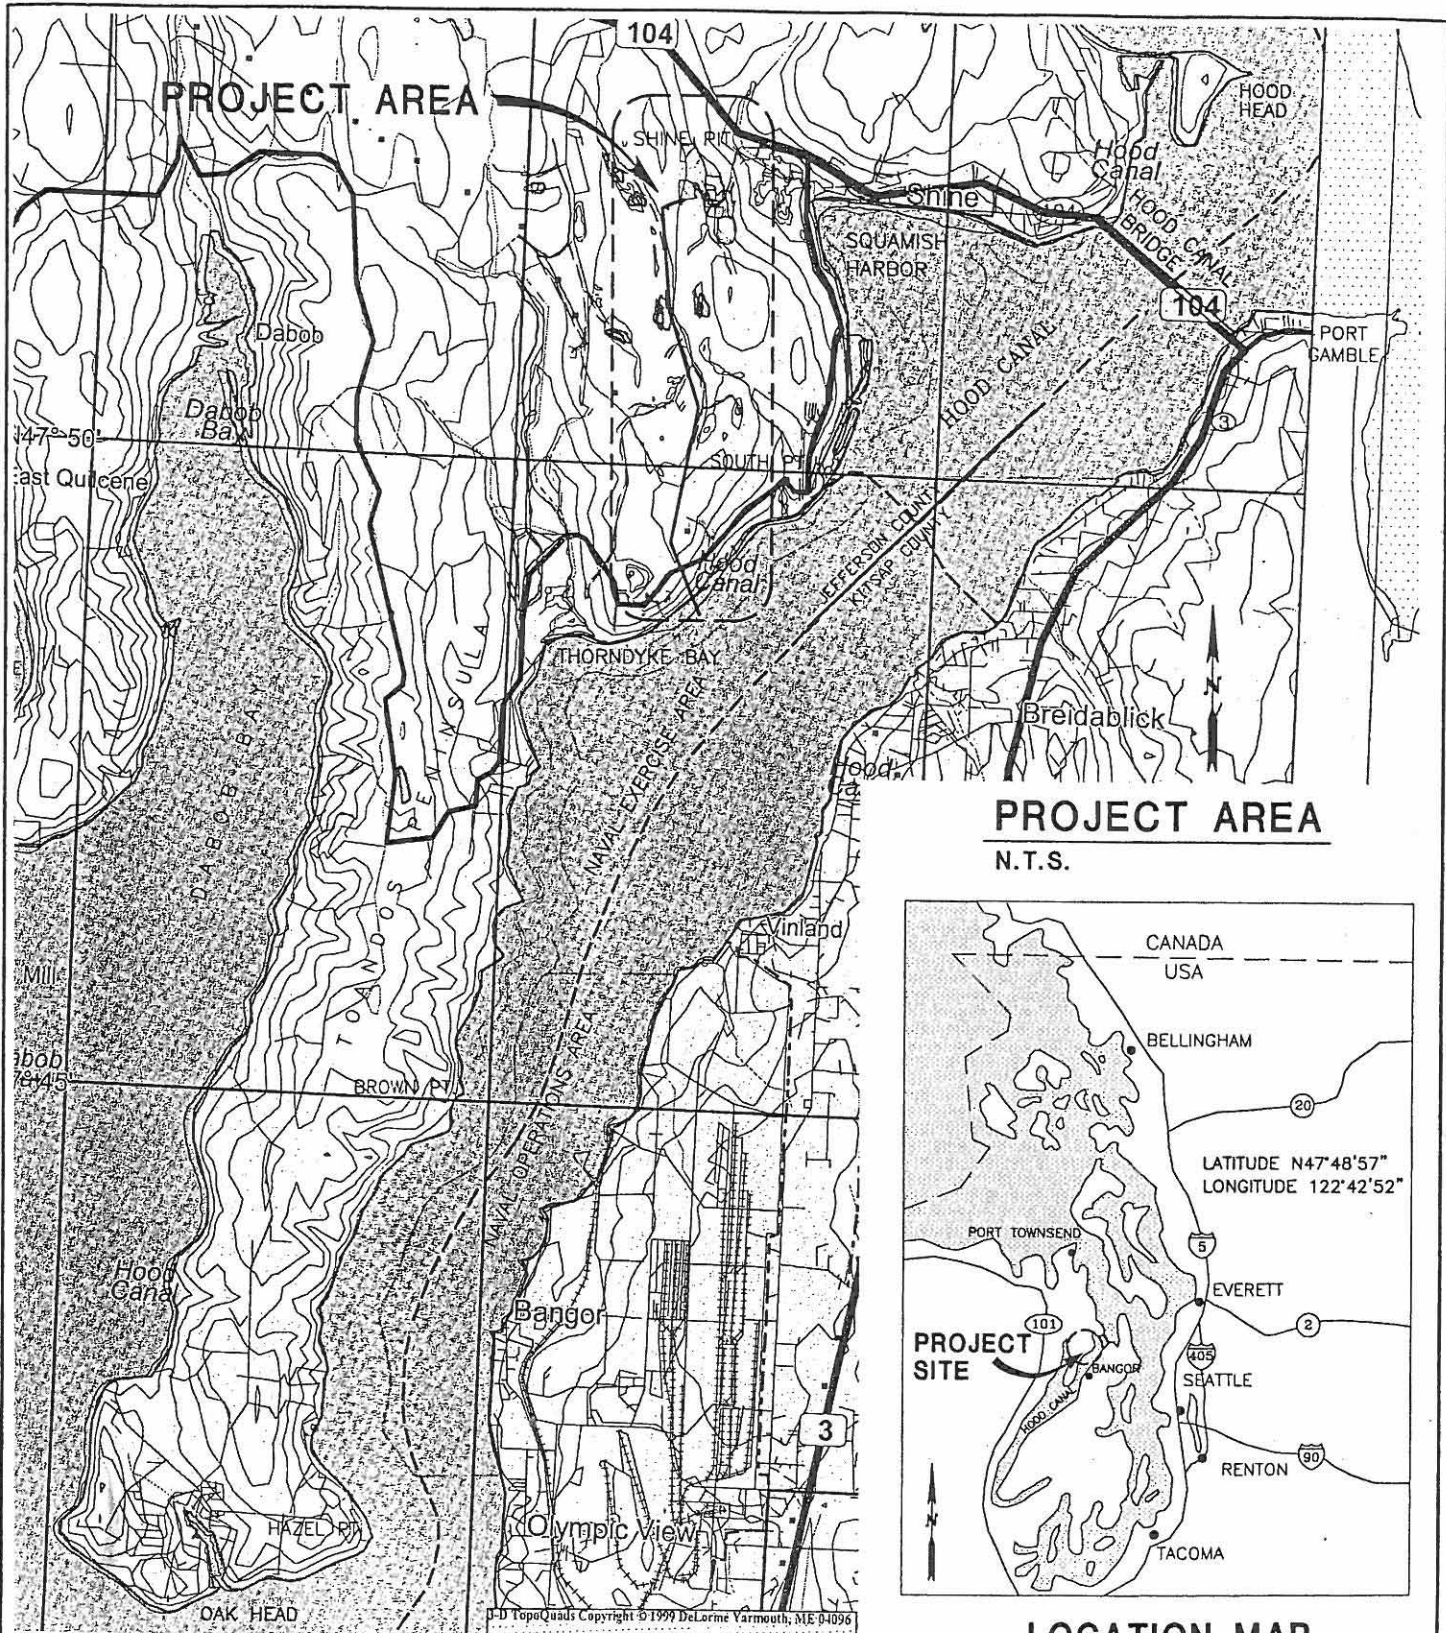 104
PROJECT AREA
SHINE PIT
HOOD
HEAD
Hood
Canal
Shine
104
HOOD CANAL
BRIDGE
SQUAMISH
HARBOR
104
PORT
GAMBLE
Dabob
HOOD CANAL
Dabob
Bay
3
N47°50'
SOUTH PT
East Quilcene
JEFFERSON COUNTY
KITSAP COUNTY
Hood
Canal
THORNDYKE BAY
N
Breidablick
NAVAL EXERCISE AREA
Hood
DABOB BAY
TOANDOS PENINSULA
PROJECT AREA
N.T.S.
Vinland
Mill
abob
7°45'
BROWN PT
NAVAL OPERATIONS AREA
Hood
Canal
Bangor
3
HAZEL PT
Olympic View
OAK HEAD
3-D TopoQuads Copyright © 1999 DeLorme Yarmouth, ME 04096
CANADA
USA
BELLINGHAM
20
LATITUDE N47°48'57"
LONGITUDE 122°42'52"
PORT TOWNSEND
5
EVERETT
101
2
PROJECT
SITE
405
BANGOR
SEATTLE
HOOD CANAL
90
RENTON
N
TACOMA
LOCATION MAP